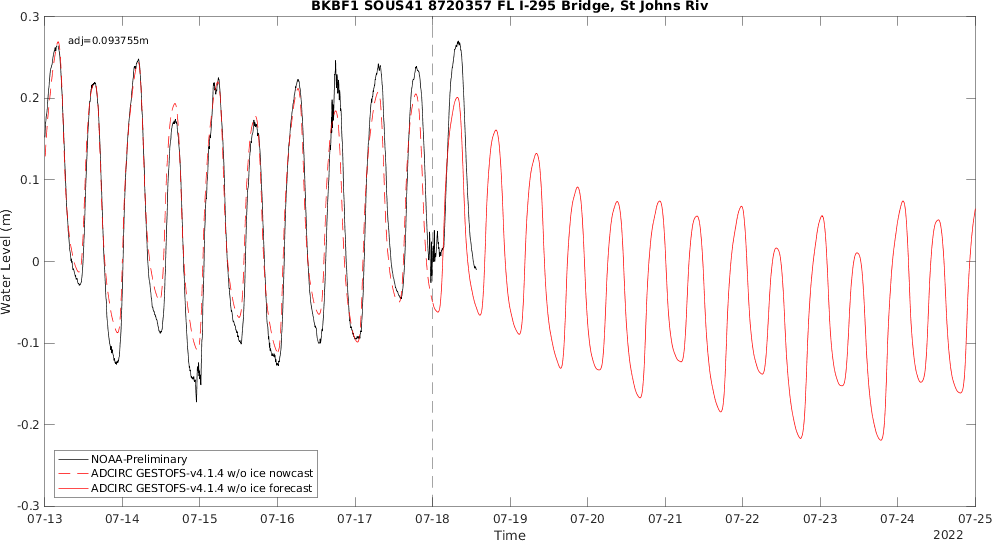 BKBF1 SOUS41 8720357 FL I-295 Bridge, St Johns Riv
adj=0.093755m
0.3
0.2
0.1
0
-0.1
-0.2
-0.3
Water Level (m)
NOAA-Preliminary
ADCIRC GESTOFS-v4.1.4 w/o ice nowcast
ADCIRC GESTOFS-v4.1.4 w/o ice forecast
07-13 07-14 07-15 07-16 07-17 07-18 07-19 07-20 07-21 07-22 07-23 07-24 07-25
Time
2022